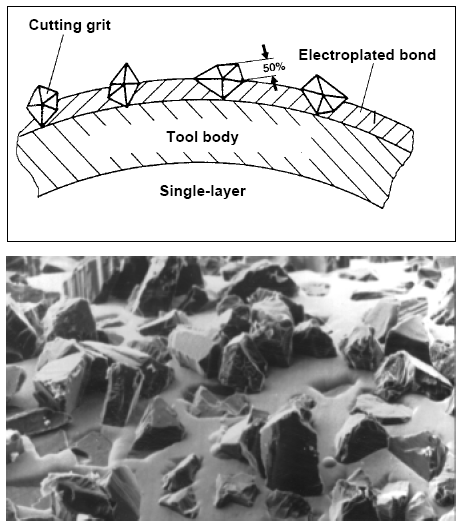 Cutting grit
50%
Electroplated bond
Tool body
Single-layer